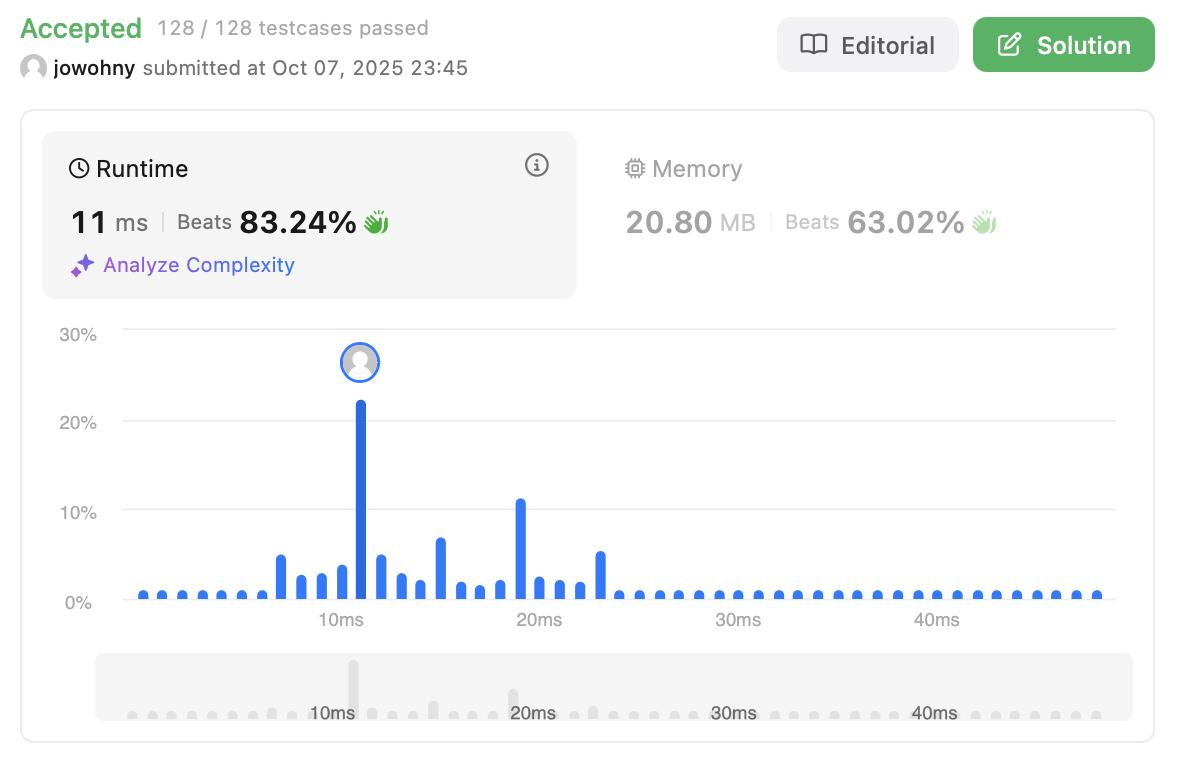 Accepted 128 / 128 testcases passed
jowohny submitted at Oct 07, 2025 23:45
Editorial
Solution
Runtime
11 ms Beats 83.24%
Analyze Complexity
Memory
20.80 MB Beats 63.02%
30%
20%
10%
0%
10ms 20ms 30ms 40ms
10ms 20ms 30ms 40ms